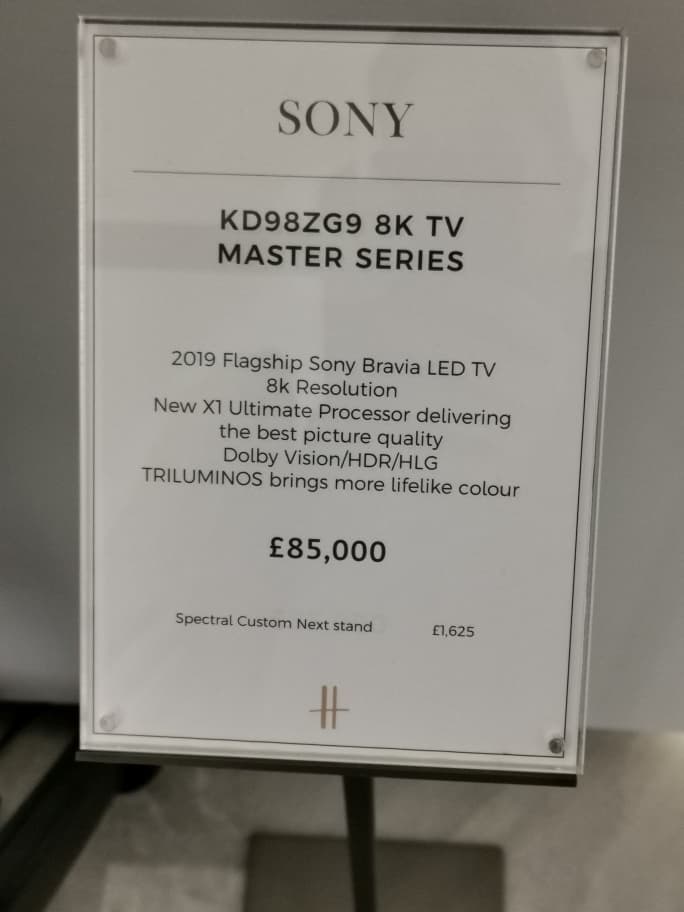 SONY
KD98ZG9 8K TV
MASTER SERIES
2019 Flagship Sony Bravia LED TV
8k Resolution
New X1 Ultimate Processor delivering
the best picture quality
Dolby Vision/HDR/HLG
TRILUMINOS brings more lifelike colour
£85,000
Spectral Custom Next stand £1,625
H